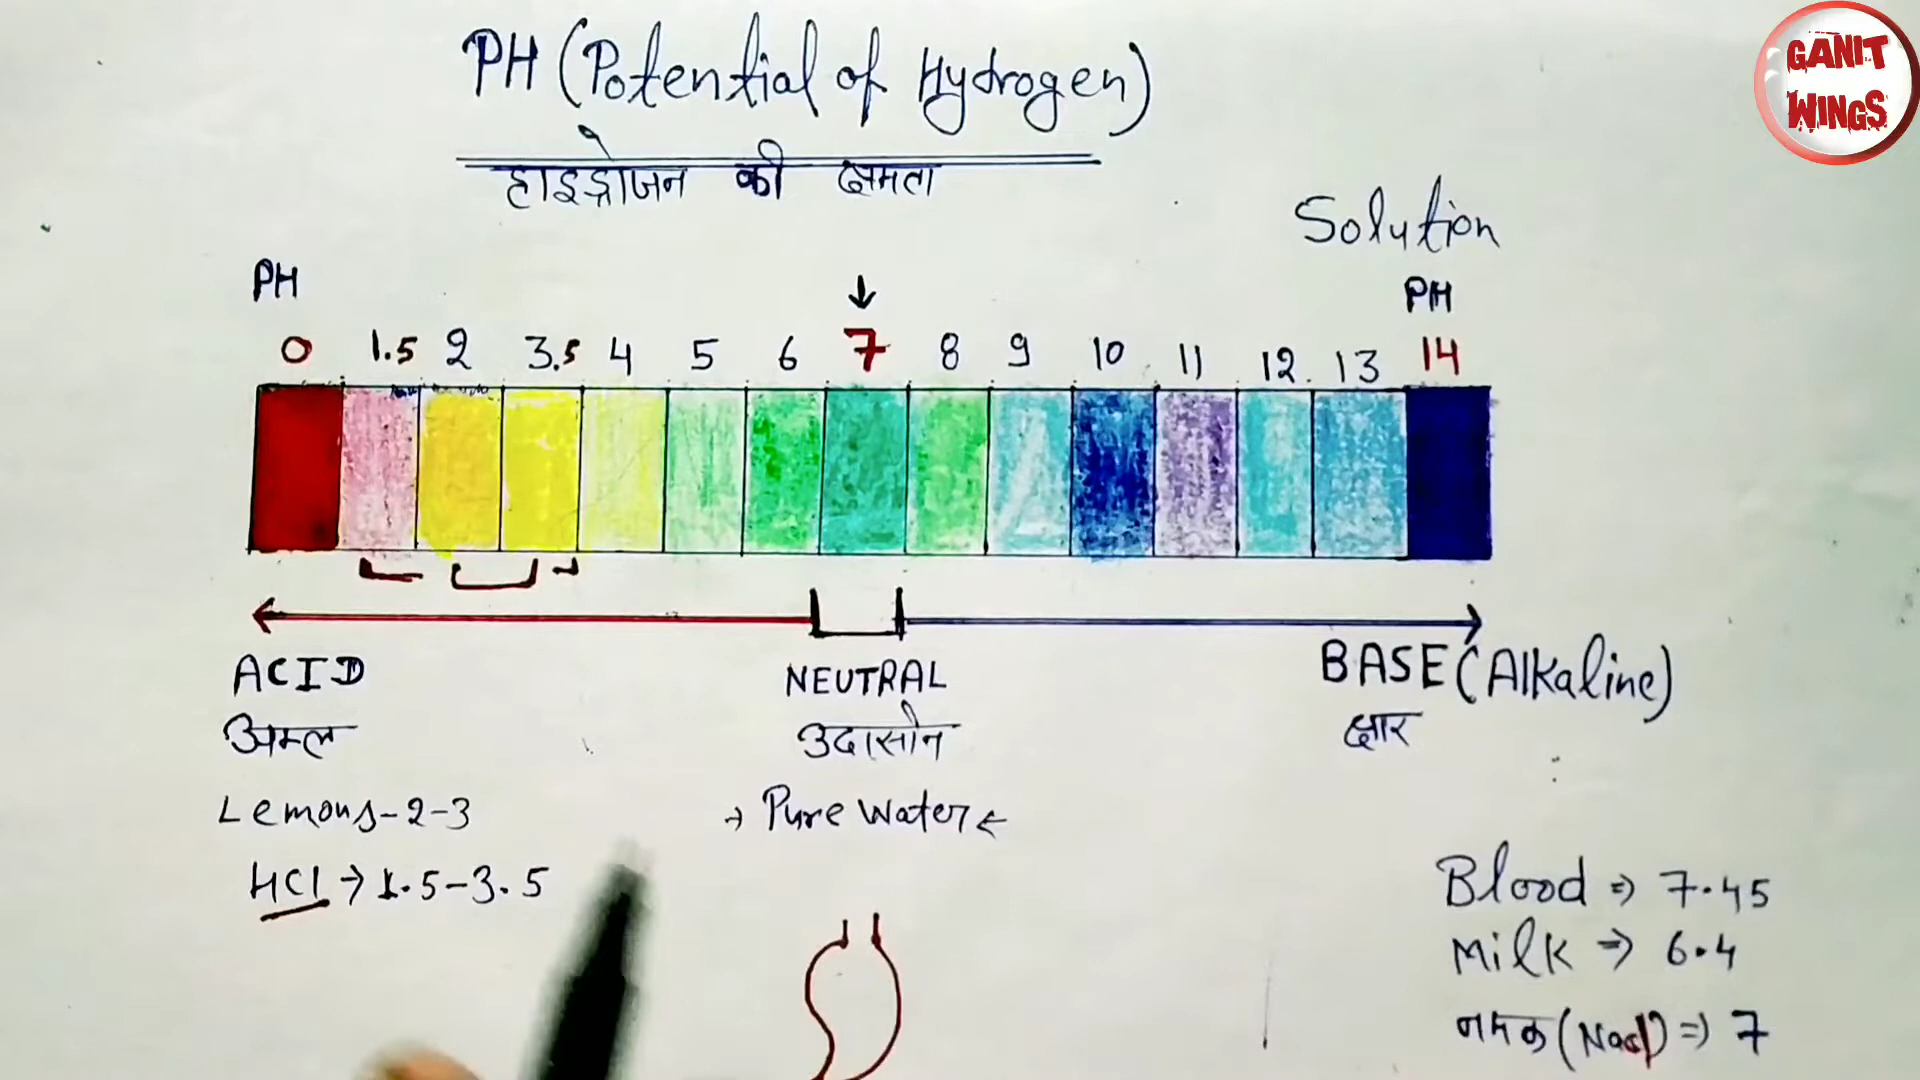 PH (Potential of Hydrogen)
हाइड्रोजन की क्षमता
GANIT
WINGS
Solution
PH
PH
0 1.5 2 3.5 4 5 6 7 8 9 10 11 12 13 14
ACID
NEUTRAL
BASE (Alkaline)
अम्ल
उदासीन
क्षार
Lemons-2-3
→ Pure water ←
HCl → 1.5-3.5
Blood ⇒ 7.45
Milk ⇒ 6.4
नमक (Nacl) ⇒ 7